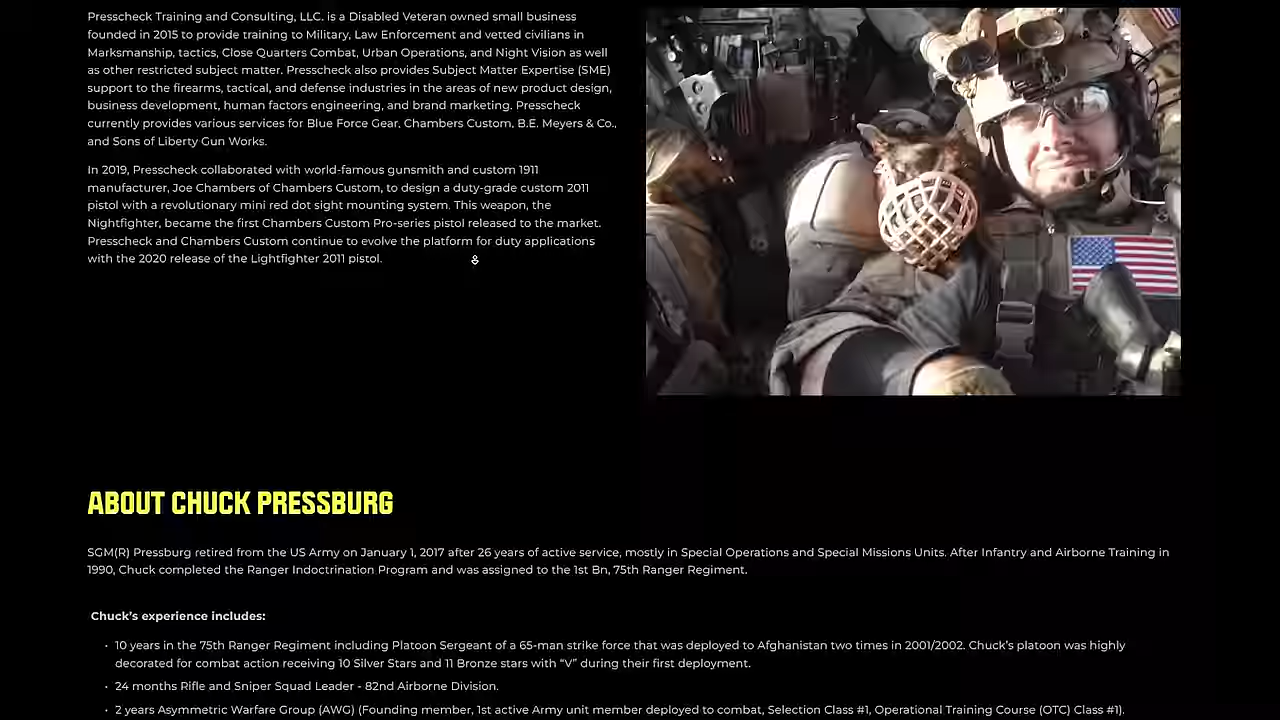 Presscheck Training and Consulting, LLC. is a Disabled Veteran owned small business
founded in 2015 to provide training to Military, Law Enforcement and vetted civilians in
Marksmanship, tactics, Close Quarters Combat, Urban Operations, and Night Vision as well
as other restricted subject matter. Presscheck also provides Subject Matter Expertise (SME)
support to the firearms, tactical, and defense industries in the areas of new product design,
business development, human factors engineering, and brand marketing. Presscheck
currently provides various services for Blue Force Gear, Chambers Custom, B.E. Meyers & Co.,
and Sons of Liberty Gun Works.
In 2019, Presscheck collaborated with world-famous gunsmith and custom 1911
manufacturer, Joe Chambers of Chambers Custom, to design a duty-grade custom 2011
pistol with a revolutionary mini red dot sight mounting system. This weapon, the
Nightfighter, became the first Chambers Custom Pro-series pistol released to the market.
Presscheck and Chambers Custom continue to evolve the platform for duty applications
with the 2020 release of the Lightfighter 2011 pistol.
ABOUT CHUCK PRESSBURG
SGM(R) Pressburg retired from the US Army on January 1, 2017 after 26 years of active service, mostly in Special Operations and Special Missions Units. After Infantry and Airborne Training in
1990, Chuck completed the Ranger Indoctrination Program and was assigned to the 1st Bn, 75th Ranger Regiment.
Chuck's experience includes:
• 10 years in the 75th Ranger Regiment including Platoon Sergeant of a 65-man strike force that was deployed to Afghanistan two times in 2001/2002. Chuck's platoon was highly
decorated for combat action receiving 10 Silver Stars and 11 Bronze stars with "V" during their first deployment.
• 24 months Rifle and Sniper Squad Leader - 82nd Airborne Division.
• 2 years Asymmetric Warfare Group (AWG) (Founding member, 1st active Army unit member deployed to combat, Selection Class #1, Operational Training Course (OTC) Class #1).